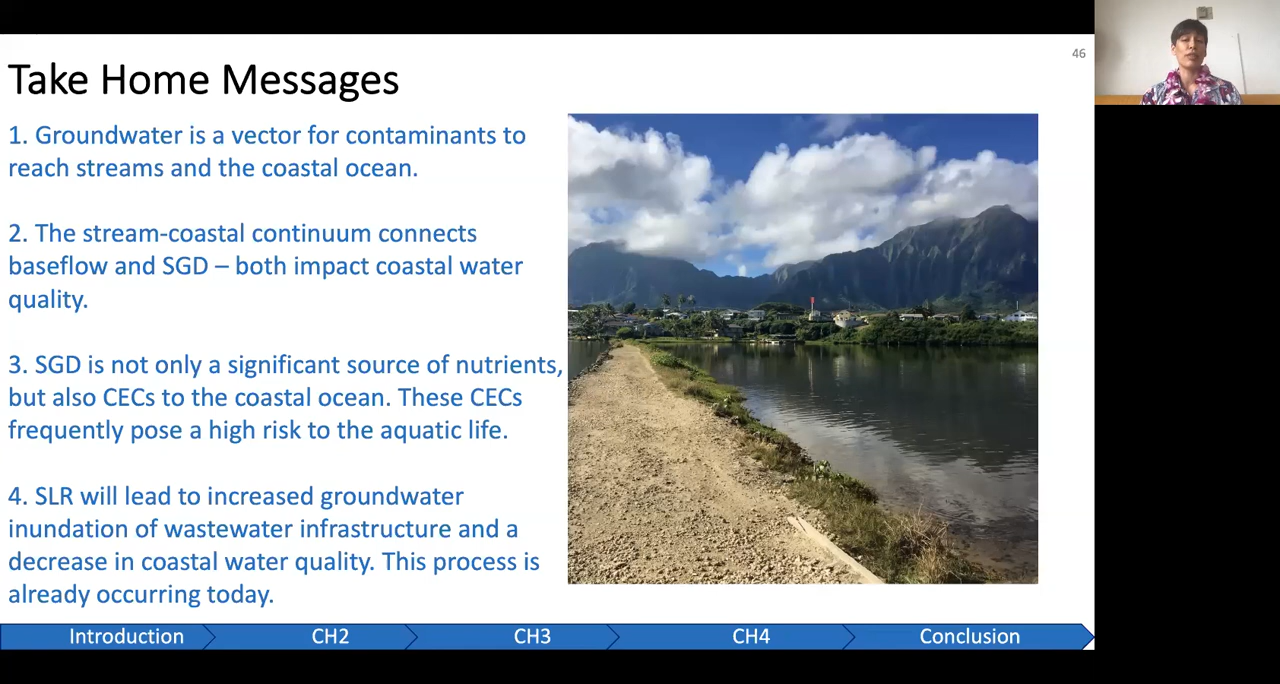 46
Take Home Messages
1. Groundwater is a vector for contaminants to
reach streams and the coastal ocean.
2. The stream-coastal continuum connects
baseflow and SGD – both impact coastal water
quality.
3. SGD is not only a significant source of nutrients,
but also CECs to the coastal ocean. These CECs
frequently pose a high risk to the aquatic life.
4. SLR will lead to increased groundwater
inundation of wastewater infrastructure and a
decrease in coastal water quality. This process is
already occurring today.
Introduction CH2 CH3 CH4 Conclusion